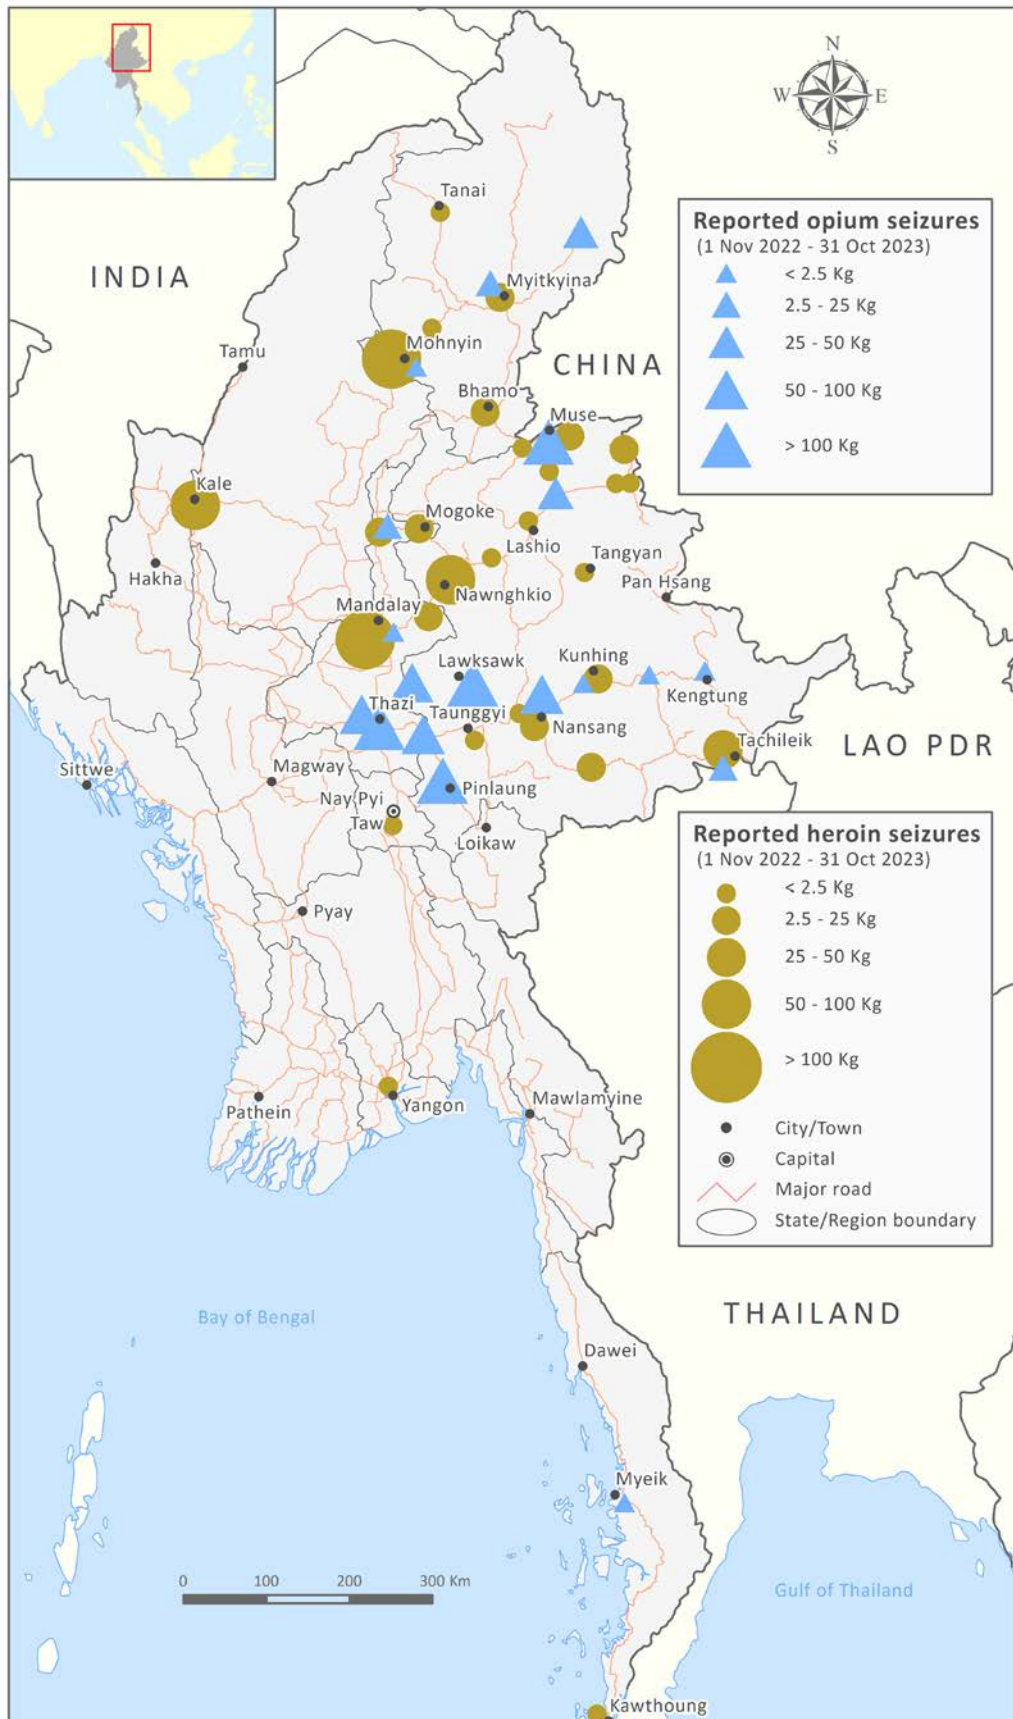 N
W E
S
Tanai
Reported opium seizures
(1 Nov 2022 - 31 Oct 2023)
< 2.5 Kg
2.5 - 25 Kg
25 - 50 Kg
50 - 100 Kg
> 100 Kg
INDIA
Myitkyina
Mohnyin
Tamu
CHINA
Bhamo
Muse
Kale
Mogoke
Lashio
Hakha
Tangyan
Pan Hsang
Nawnghkio
Mandalay
Lawksawk
Kunhing
Kengtung
Thazi
Taunggyi
Nansang
Tachileik
LAO PDR
Sittwe
Magway
Pinlaung
Nay Pyi
Taw
Loikaw
Reported heroin seizures
(1 Nov 2022 - 31 Oct 2023)
< 2.5 Kg
2.5 - 25 Kg
25 - 50 Kg
50 - 100 Kg
> 100 Kg
City/Town
Capital
Major road
State/Region boundary
Pyay
Pathein
Yangon
Mawlamyine
Bay of Bengal
THAILAND
Dawei
Myeik
0 100 200 300 Km
Gulf of Thailand
Kawthoung